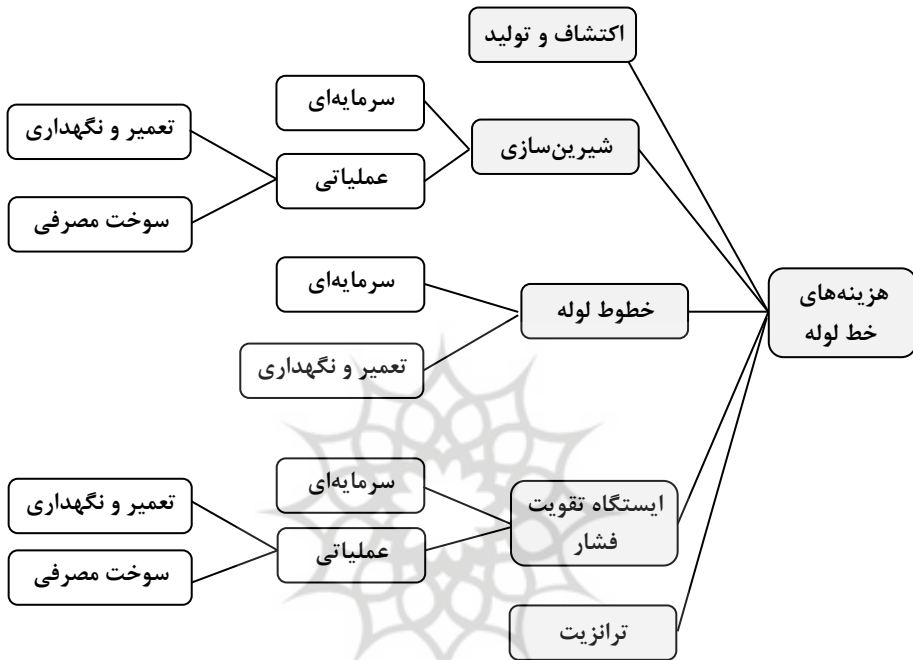 اکتشاف و تولید
سرمایه‌ای
تعمیر و نگهداری
شیرین‌سازی
عملیاتی
سوخت مصرفی
هزینه‌های
خط لوله
سرمایه‌ای
خطوط لوله
تعمیر و نگهداری
سرمایه‌ای
ایستگاه تقویت
فشار
تعمیر و نگهداری
عملیاتی
سوخت مصرفی
ترانزیت